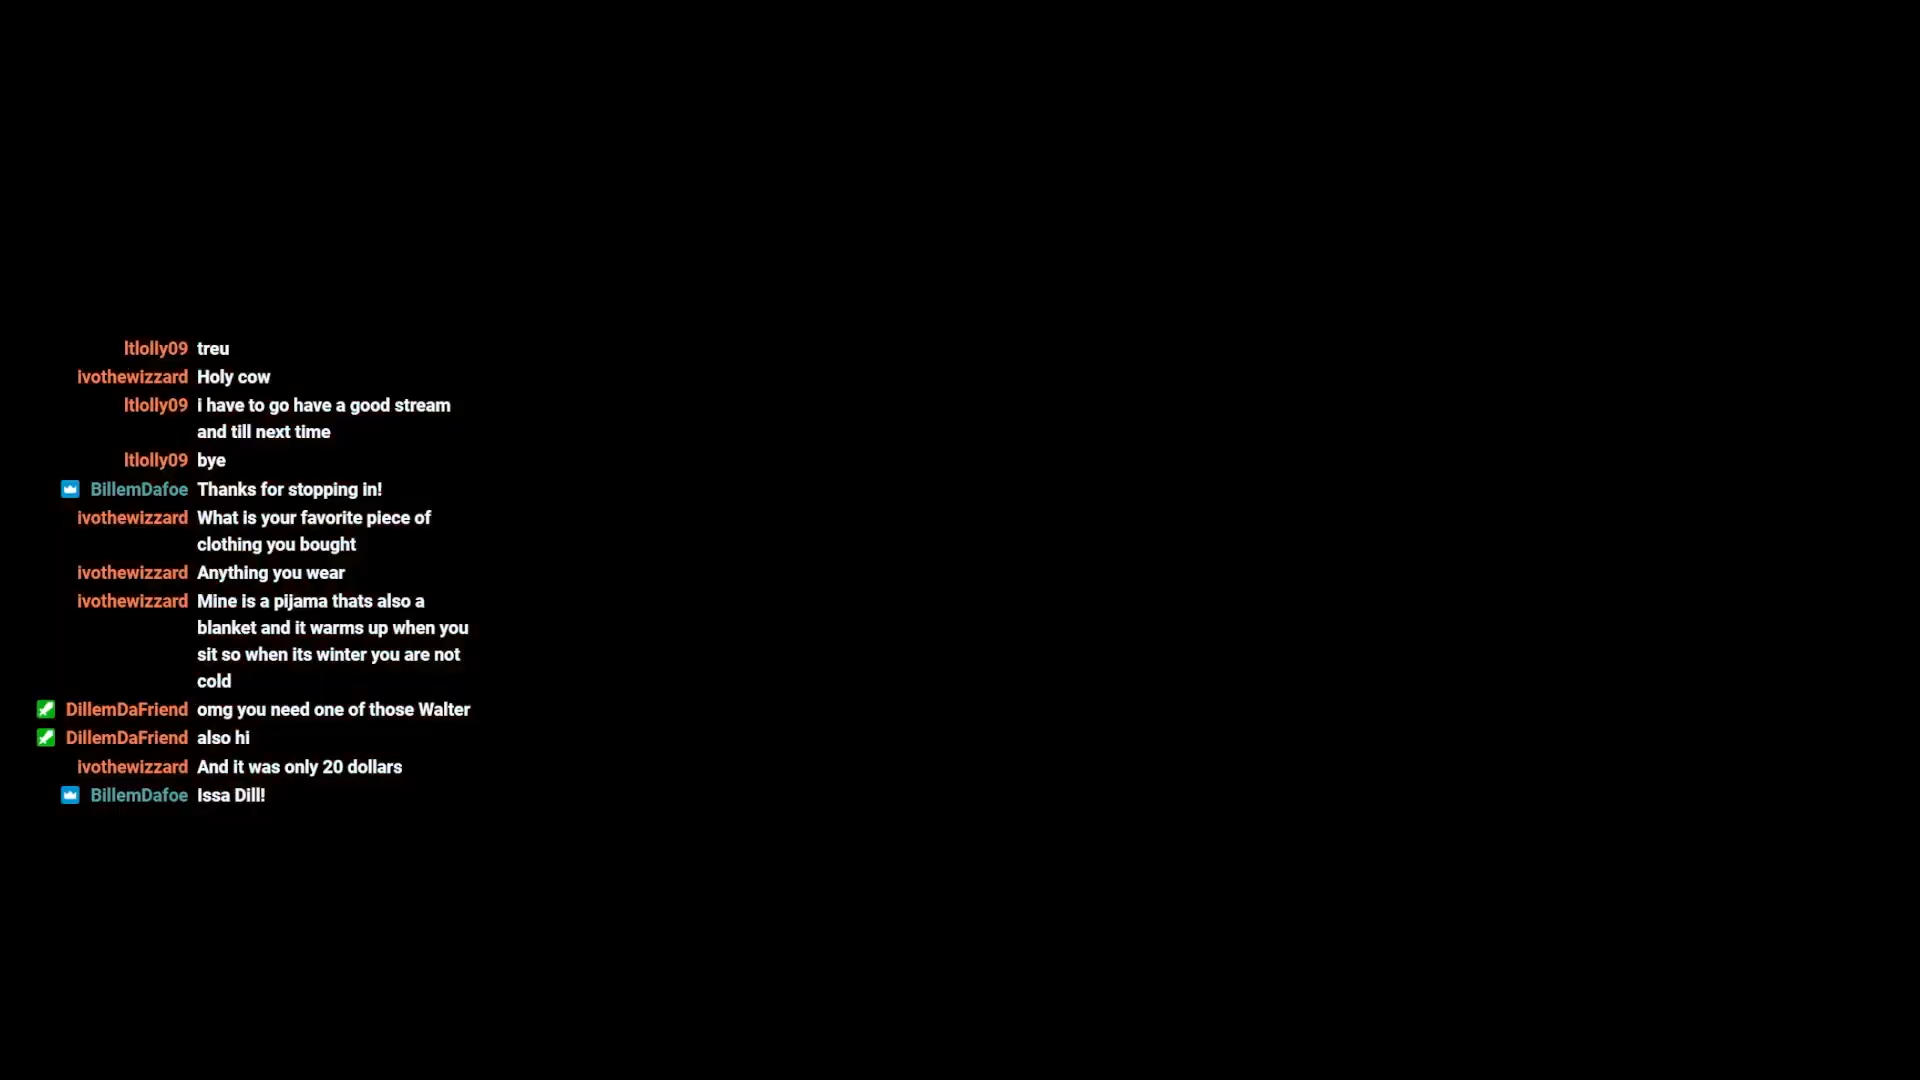 ltlolly09 treu
ivothewizzard Holy cow
ltlolly09 i have to go have a good stream
and till next time
ltlolly09 bye
BillemDafoe Thanks for stopping in!
ivothewizzard What is your favorite piece of
clothing you bought
ivothewizzard Anything you wear
ivothewizzard Mine is a pijama thats also a
blanket and it warms up when you
sit so when its winter you are not
cold
DillemDaFriend omg you need one of those Walter
DillemDaFriend also hi
ivothewizzard And it was only 20 dollars
BillemDafoe Issa Dill!